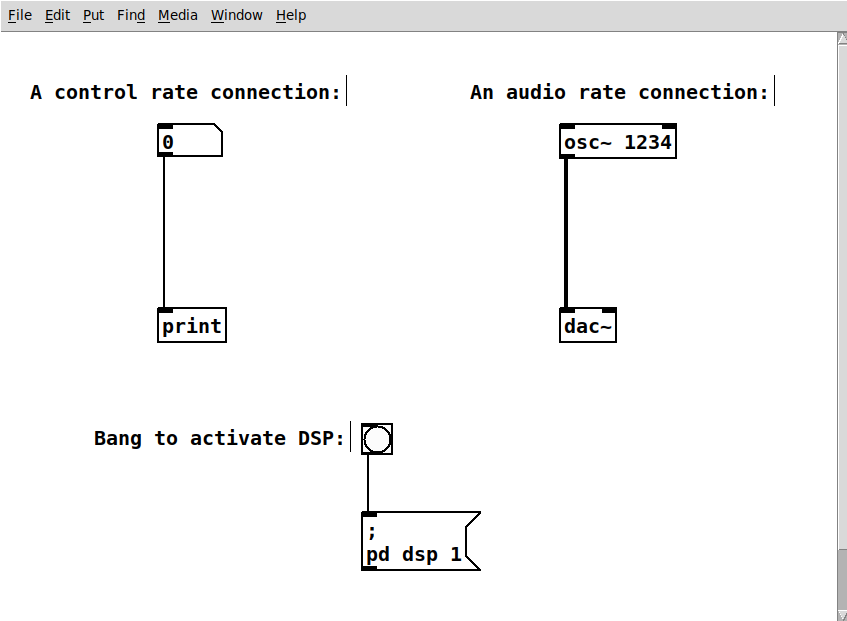 File Edit Put Find Media Window Help
A control rate connection:
An audio rate connection:
0
osc~ 1234
print
dac~
Bang to activate DSP:
;
pd dsp 1